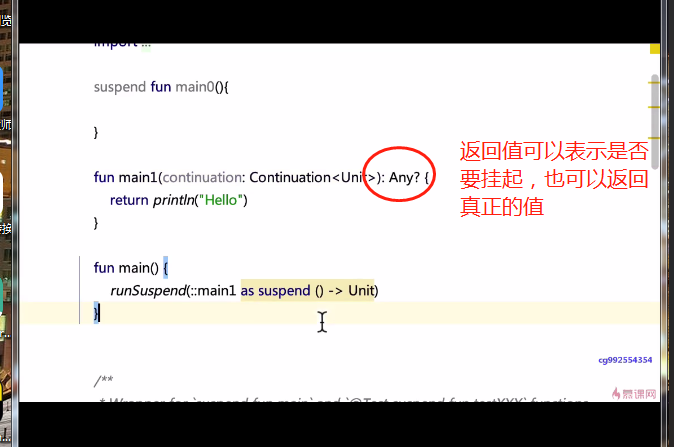 import ...
suspend fun main0(){
}
fun main1(continuation: Continuation<Unit>): Any? {
return println("Hello")
}
返回值可以表示是否
要挂起，也可以返回
真正的值
fun main() {
runSuspend(::main1 as suspend () -> Unit)
}
cg992554354
慕课网
/**
* Wrapper for `suspend fun main` and `@Test suspend fun testXXX` functions